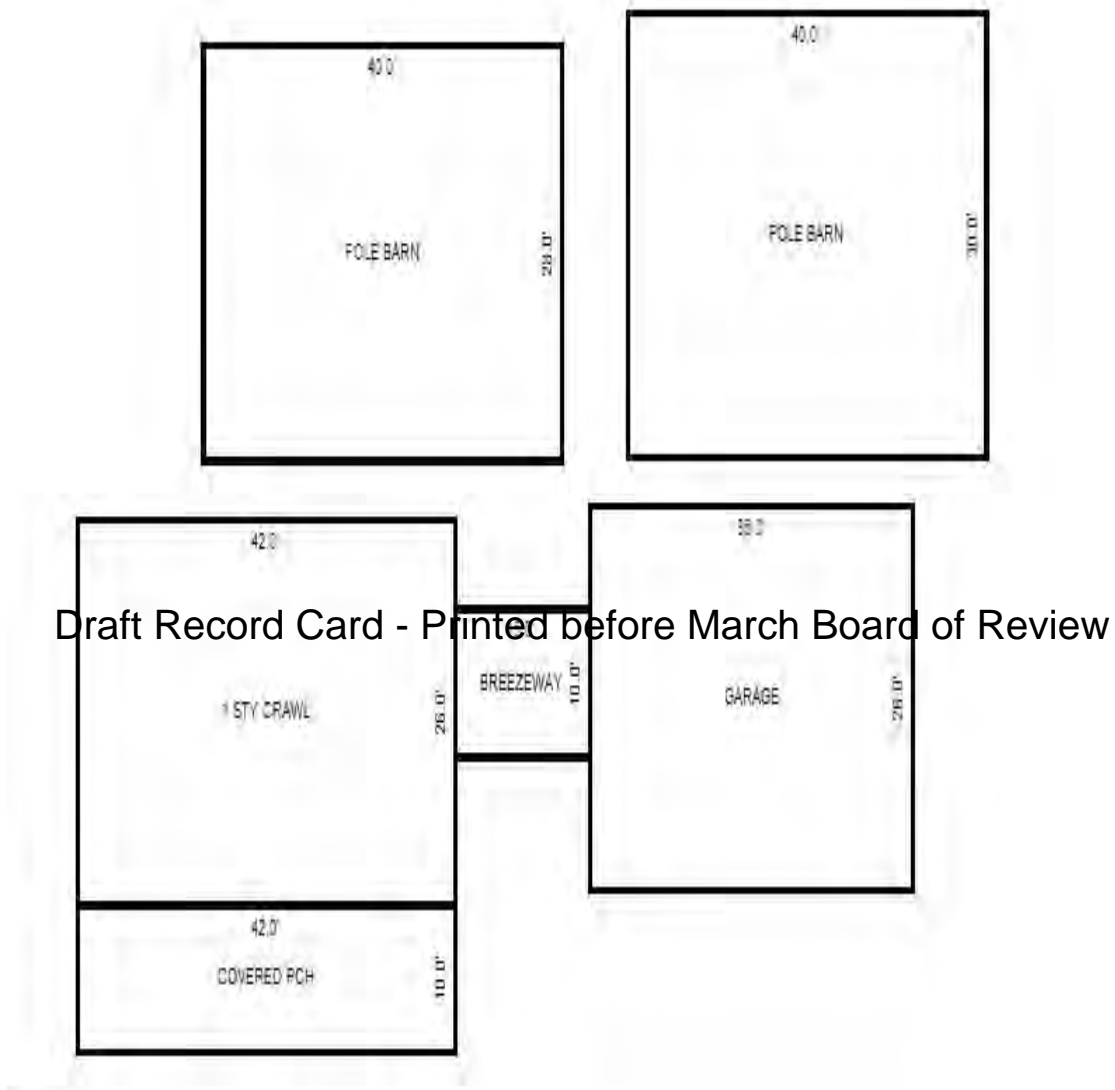 40.0'
40.0'
POLE BARN
28.0'
POLE BARN
30.0'
42.0'
Draft Record Card - Printed before March Board of Review
1 STY CRAWL
26.0'
BREEZEWAY
10.0'
GARAGE
26.0'
42.0'
COVERED PCH
10.0'